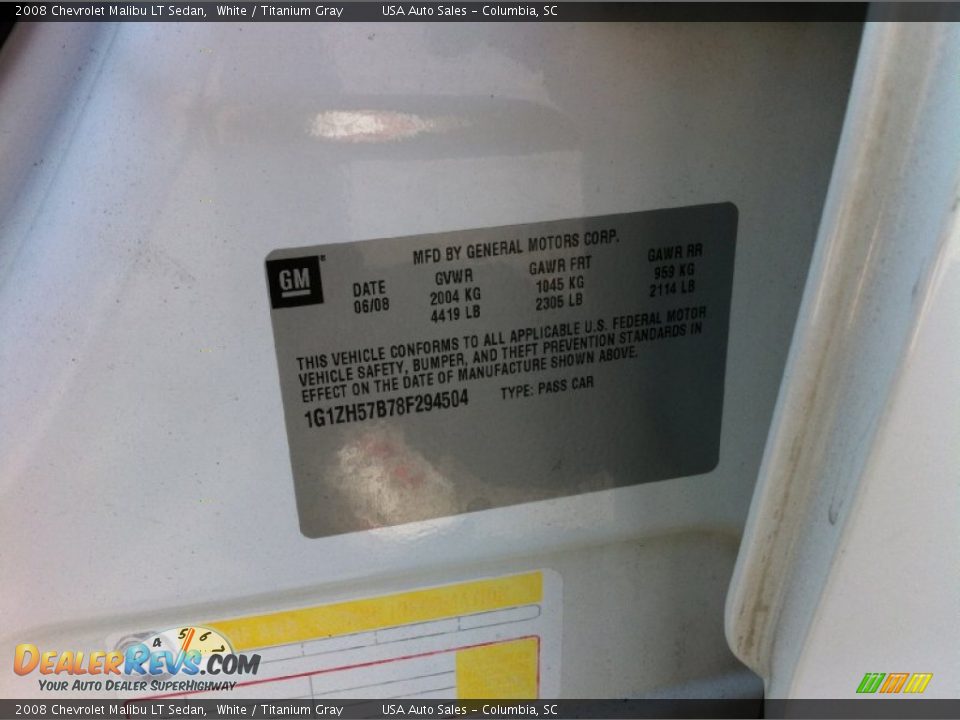 2008 Chevrolet Malibu LT Sedan,  White / Titanium Gray  USA Auto Sales - Columbia, SC
MFD BY GENERAL MOTORS CORP.
GM®
DATE GVWR GAWR FRT GAWR RR
06/08 2004 KG 1045 KG 959 KG
4419 LB 2305 LB 2114 LB
THIS VEHICLE CONFORMS TO ALL APPLICABLE U.S. FEDERAL MOTOR
VEHICLE SAFETY, BUMPER, AND THEFT PREVENTION STANDARDS IN
EFFECT ON THE DATE OF MANUFACTURE SHOWN ABOVE.
1G1ZH57B78F294504 TYPE: PASS CAR
4 5 6 7
DEALERREVS.COM
YOUR AUTO DEALER SUPERHIGHWAY
2008 Chevrolet Malibu LT Sedan,  White / Titanium Gray  USA Auto Sales - Columbia, SC